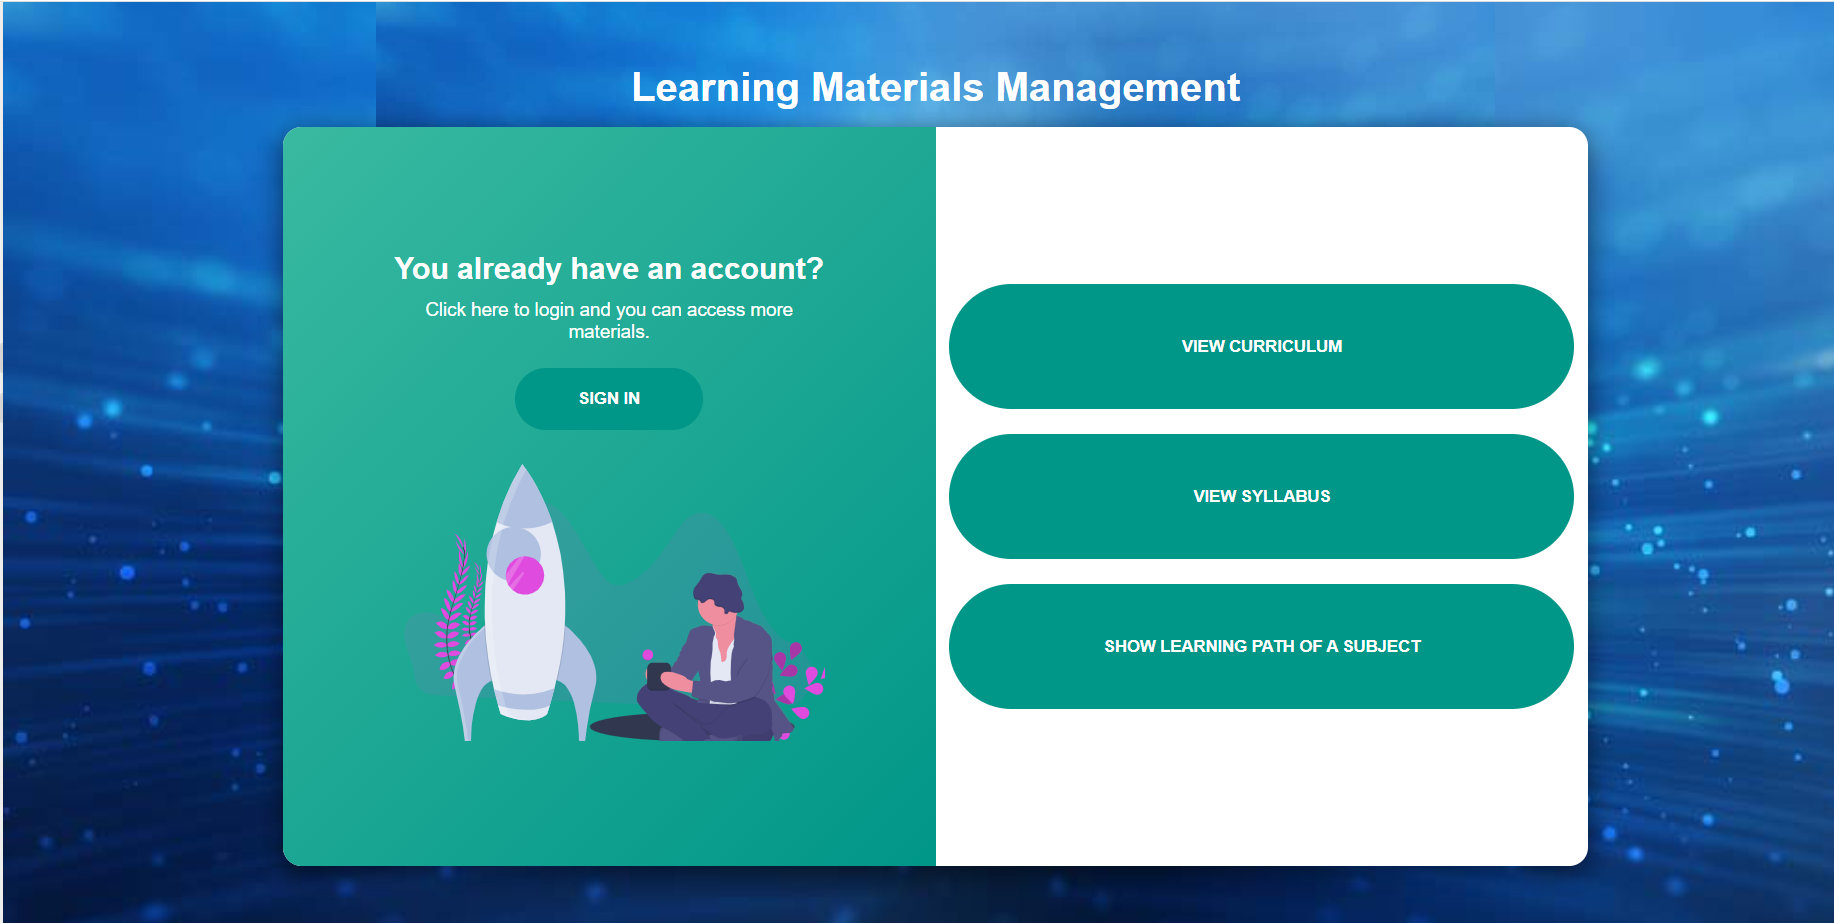 Learning Materials Management
You already have an account?
Click here to login and you can access more
materials.
SIGN IN
VIEW CURRICULUM
VIEW SYLLABUS
SHOW LEARNING PATH OF A SUBJECT